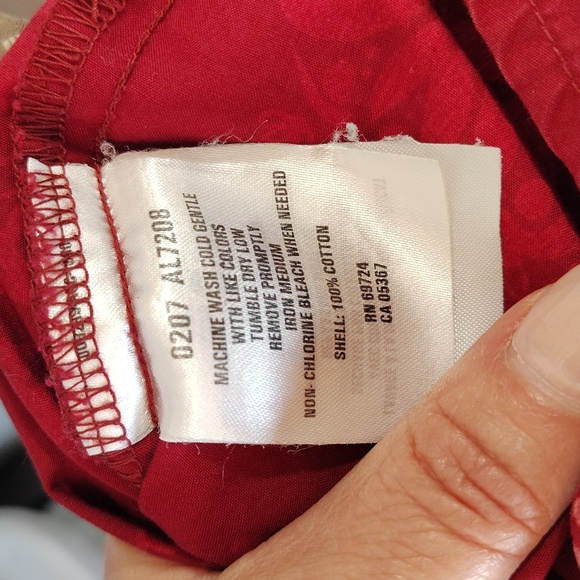 0207 AL7208
MACHINE WASH COLD GENTLE
WITH LIKE COLORS
TUMBLE DRY LOW
REMOVE PROMPTLY
IRON MEDIUM
NON- CHLORINE BLEACH WHEN NEEDED
SHELL: 100% COTTON
RN 69724
CA 05367